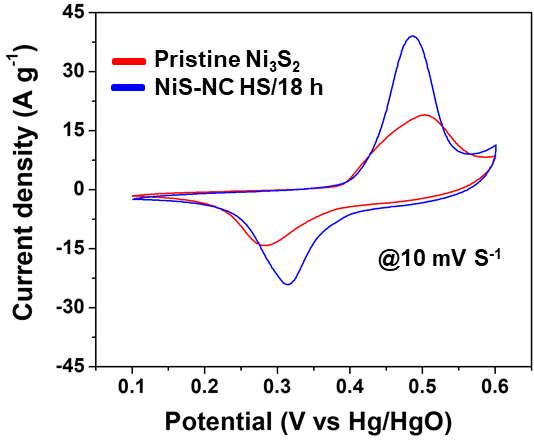 Current density (A g⁻¹)
45
30
15
0
-15
-30
-45
Pristine Ni₃S₂
NiS-NC HS/18 h
@10 mV S⁻¹
0.1 0.2 0.3 0.4 0.5 0.6
Potential (V vs Hg/HgO)